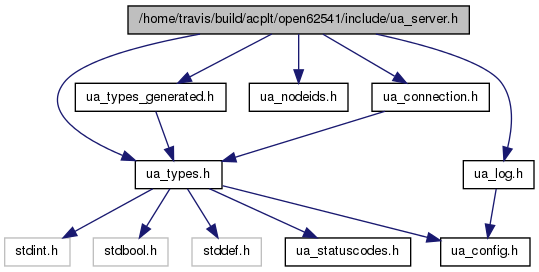 /home/travis/build/acplt/open62541/include/ua_server.h
ua_types_generated.h
ua_nodeids.h
ua_connection.h
ua_types.h
ua_log.h
stdint.h
stdbool.h
stddef.h
ua_statuscodes.h
ua_config.h